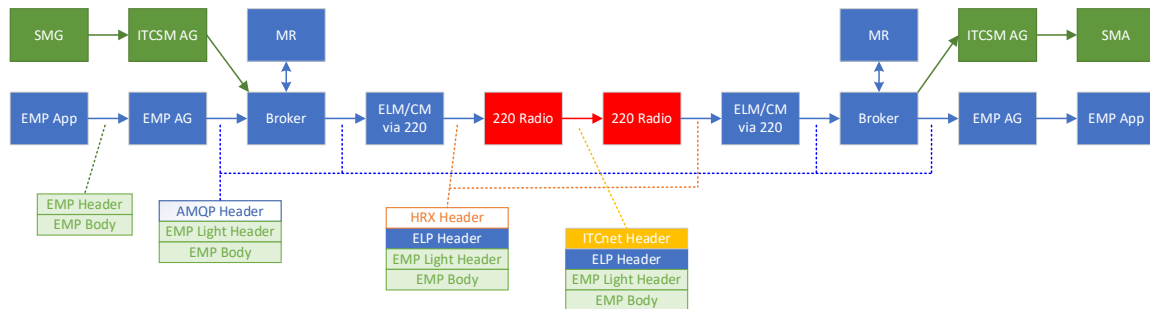 SMG
ITCSM AG
MR
MR
ITCSM AG
SMA
EMP App
EMP AG
Broker
ELM/CM
via 220
220 Radio
220 Radio
ELM/CM
via 220
Broker
EMP AG
EMP App
EMP Header
EMP Body
AMQP Header
EMP Light Header
EMP Body
HRX Header
ELP Header
EMP Light Header
EMP Body
ITCnet Header
ELP Header
EMP Light Header
EMP Body